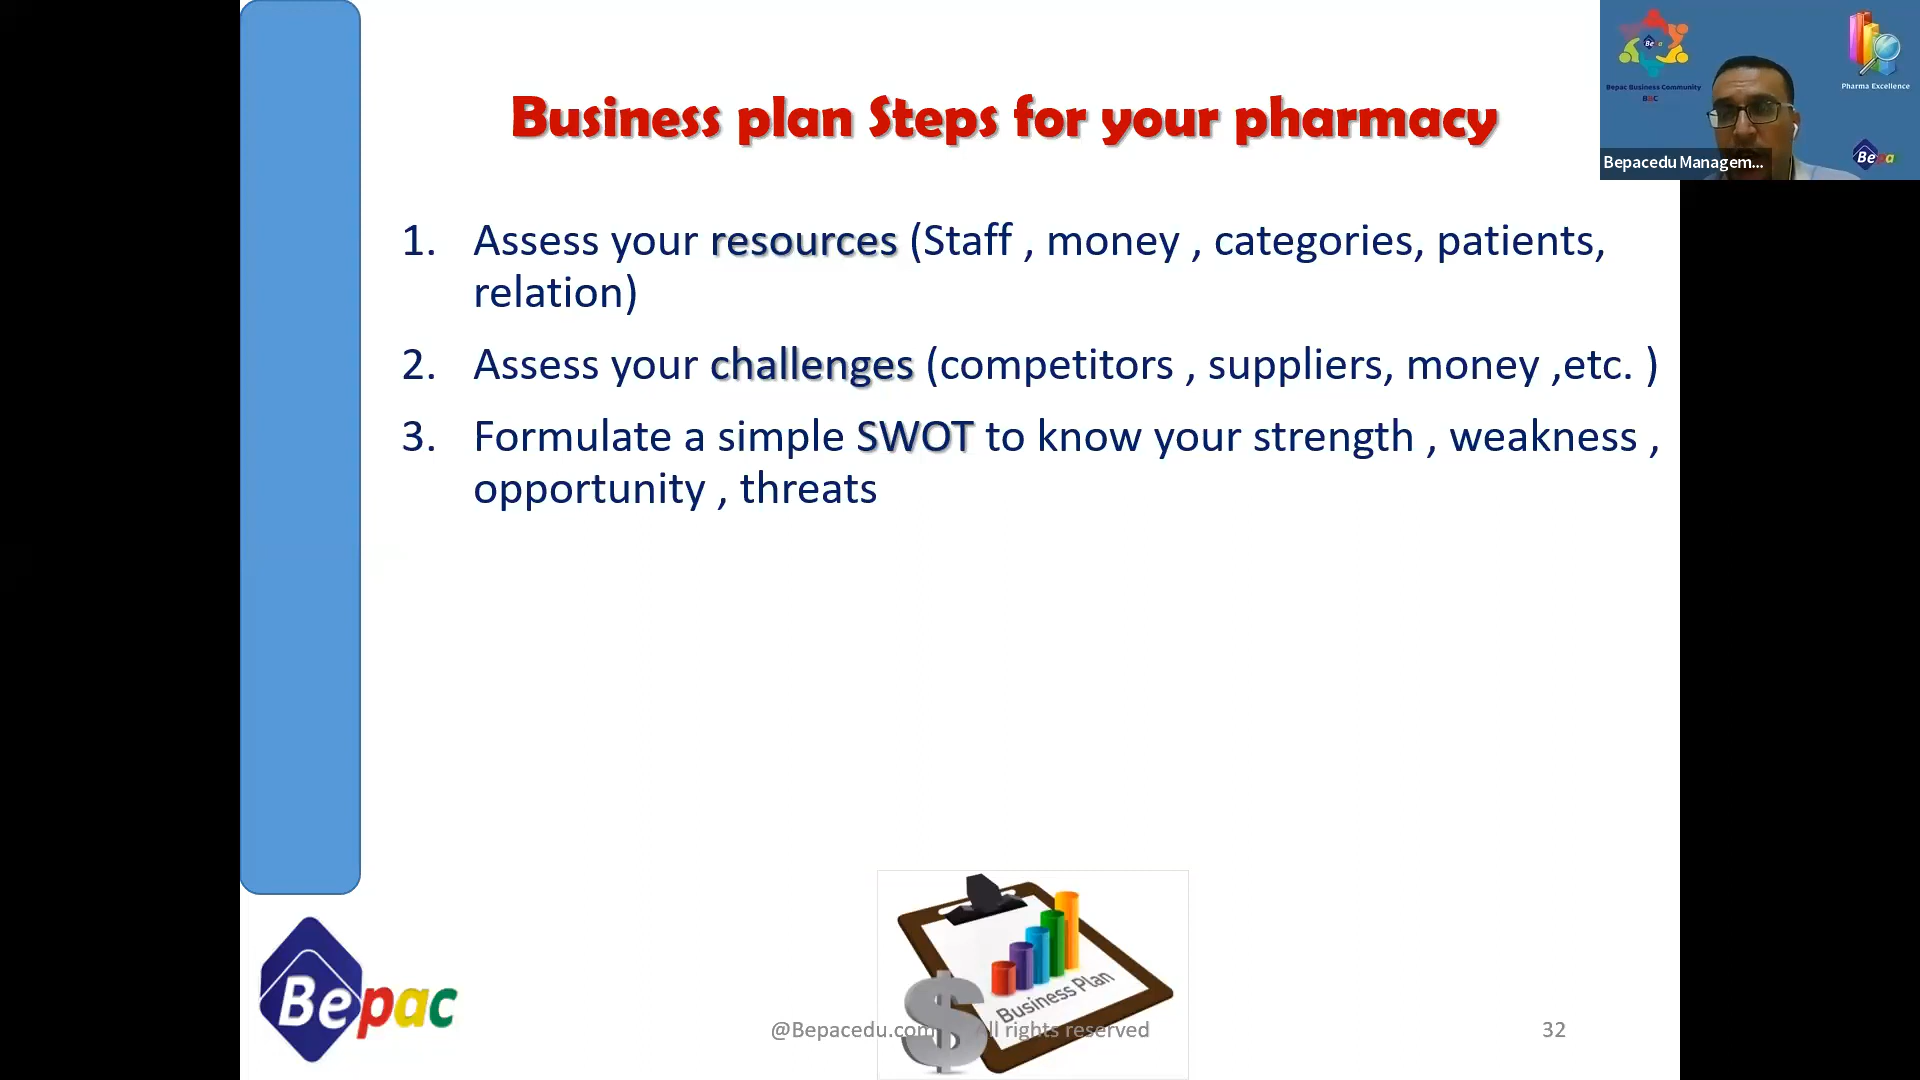 Business plan Steps for your pharmacy
Bepac Business Community
BBC
Pharma Excellence
Bepa
Bepacedu Managem...
1. Assess your resources (Staff , money , categories, patients,
relation)
2. Assess your challenges (competitors , suppliers, money ,etc. )
3. Formulate a simple SWOT to know your strength , weakness ,
opportunity , threats
Business Plan
Bepac
@Bepacedu.com All rights reserved
32